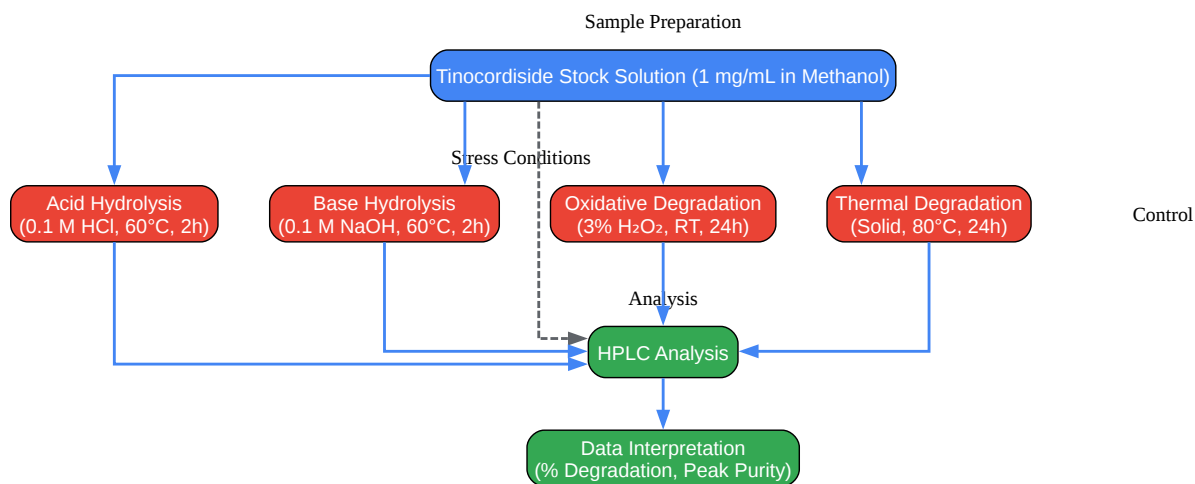 Sample Preparation
Tinocordiside Stock Solution (1 mg/mL in Methanol)
Stress Conditions
Acid Hydrolysis
(0.1 M HCl, 60°C, 2h)
Base Hydrolysis
(0.1 M NaOH, 60°C, 2h)
Oxidative Degradation
(3% H₂O₂, RT, 24h)
Thermal Degradation
(Solid, 80°C, 24h)
Control
Analysis
HPLC Analysis
Data Interpretation
(% Degradation, Peak Purity)